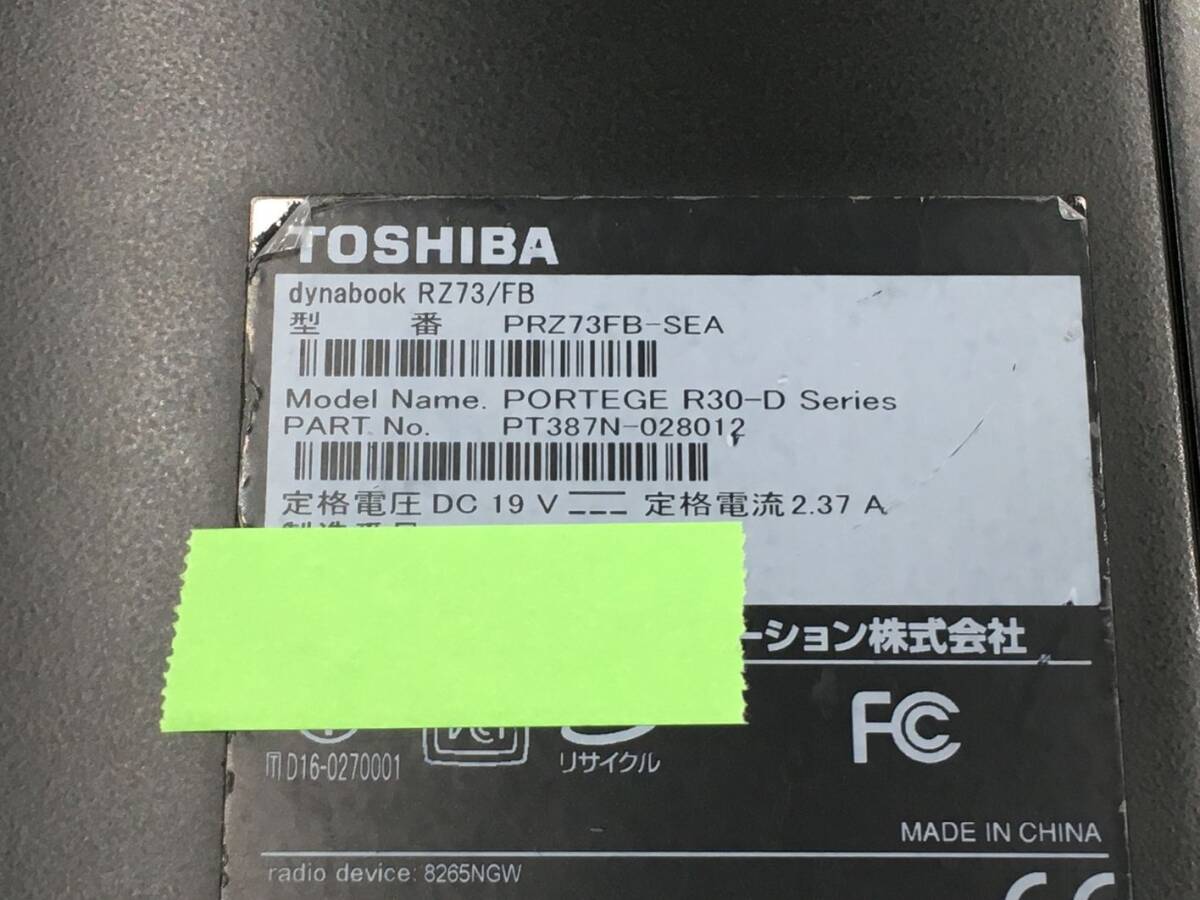 TOSHIBA
dynabook RZ73/FB
型 番 PRZ73FB-SEA
Model Name. PORTEGE R30-D Series
PART No. PT387N-028012
定格電圧 DC 19 V 定格電流 2.37 A
ーション株式会社
FC
D16-0270001
リサイクル
MADE IN CHINA
radio device: 8265NGW
CE